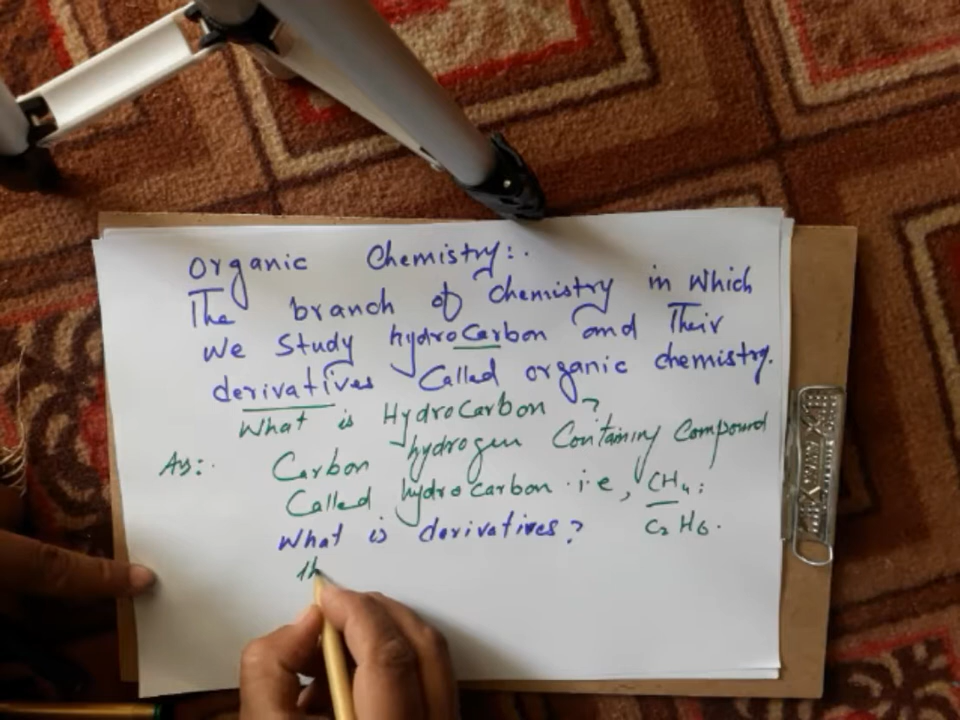 Organic Chemistry:.
The branch of chemistry in which
We Study hydroCarbon and Their
derivatives Called organic chemistry.
What is HydroCarbon ?
As:. Carbon hydrogen Containing Compound
Called hydrocarbon i.e, CH4:
C2H6.
What is derivatives?
th